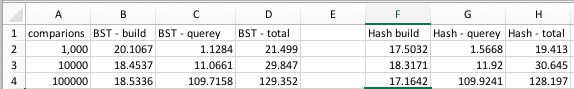 A B C D E F G H
1 comparions BST - build BST - querey BST - total Hash build Hash - querey Hash - total
2 1,000 20.1067 1.1284 21.499 17.5032 1.5668 19.413
3 10000 18.4537 11.0661 29.847 18.3171 11.92 30.645
4 100000 18.5336 109.7158 129.352 17.1642 109.9241 128.197